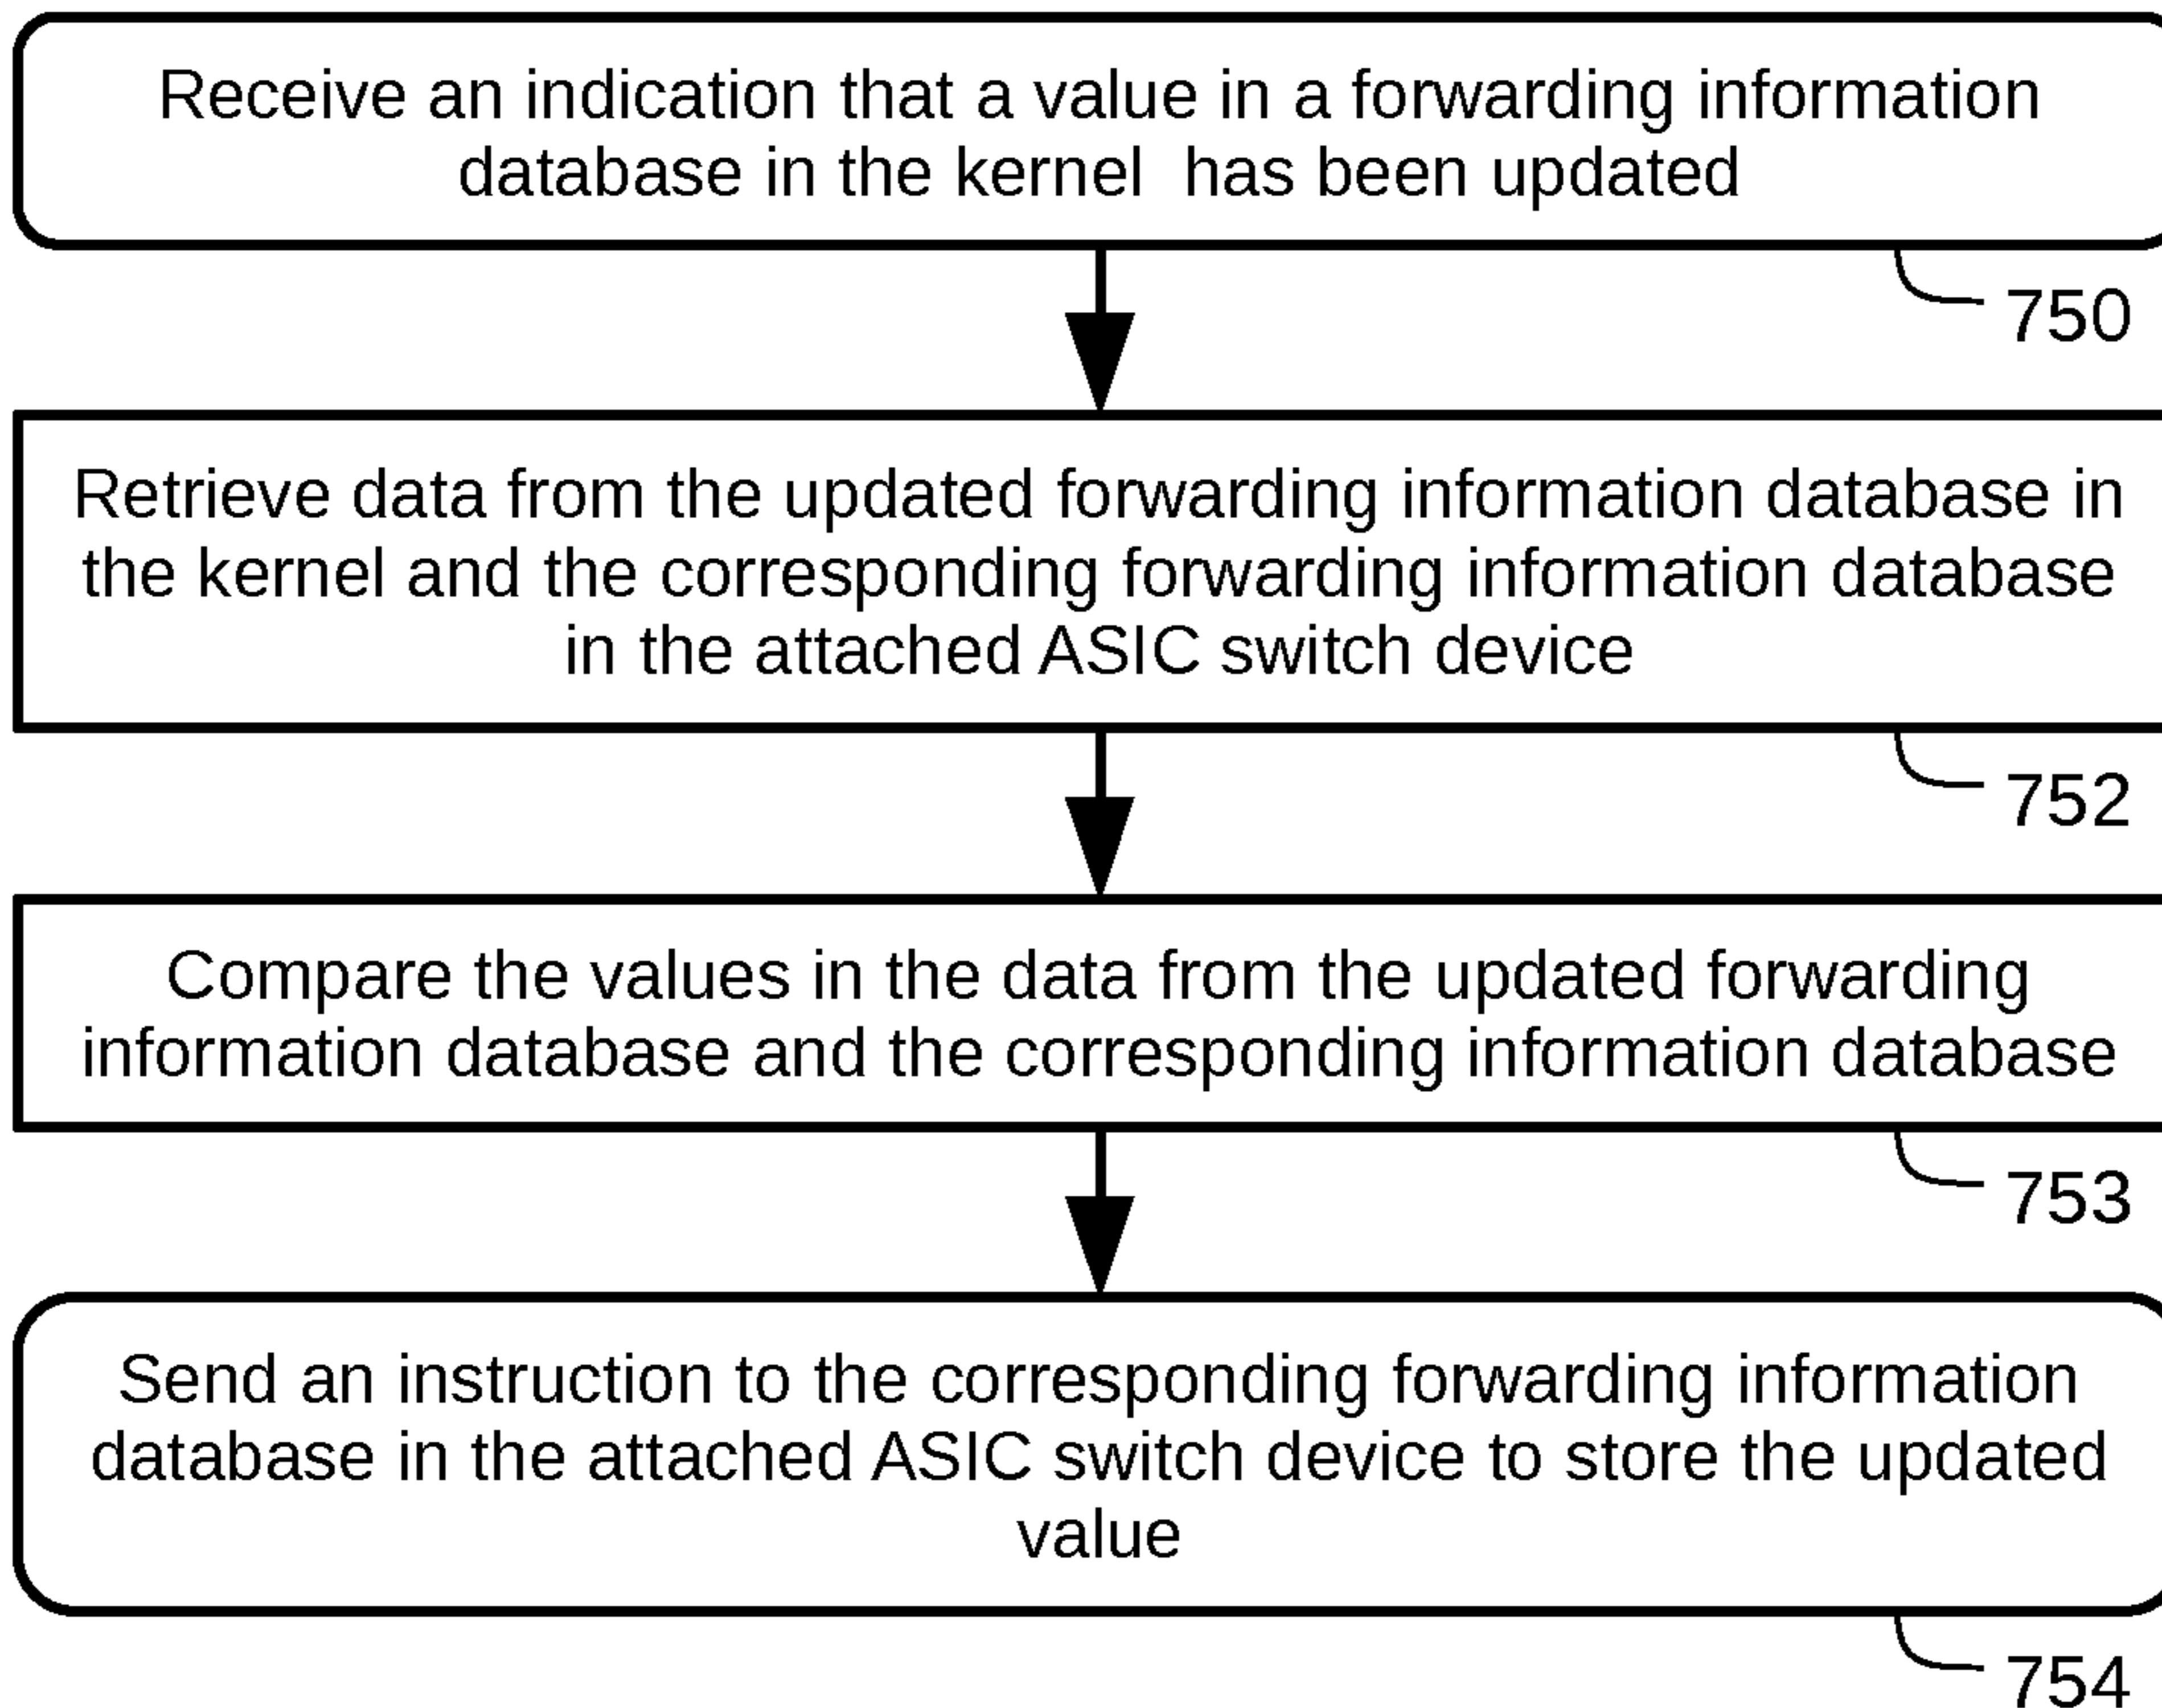 Receive an indication that a value in a forwarding information
database in the kernel  has been updated
750
Retrieve data from the updated forwarding information database in
the kernel and the corresponding forwarding information database
in the attached ASIC switch device
752
Compare the values in the data from the updated forwarding
information database and the corresponding information database
753
Send an instruction to the corresponding forwarding information
database in the attached ASIC switch device to store the updated
value
754